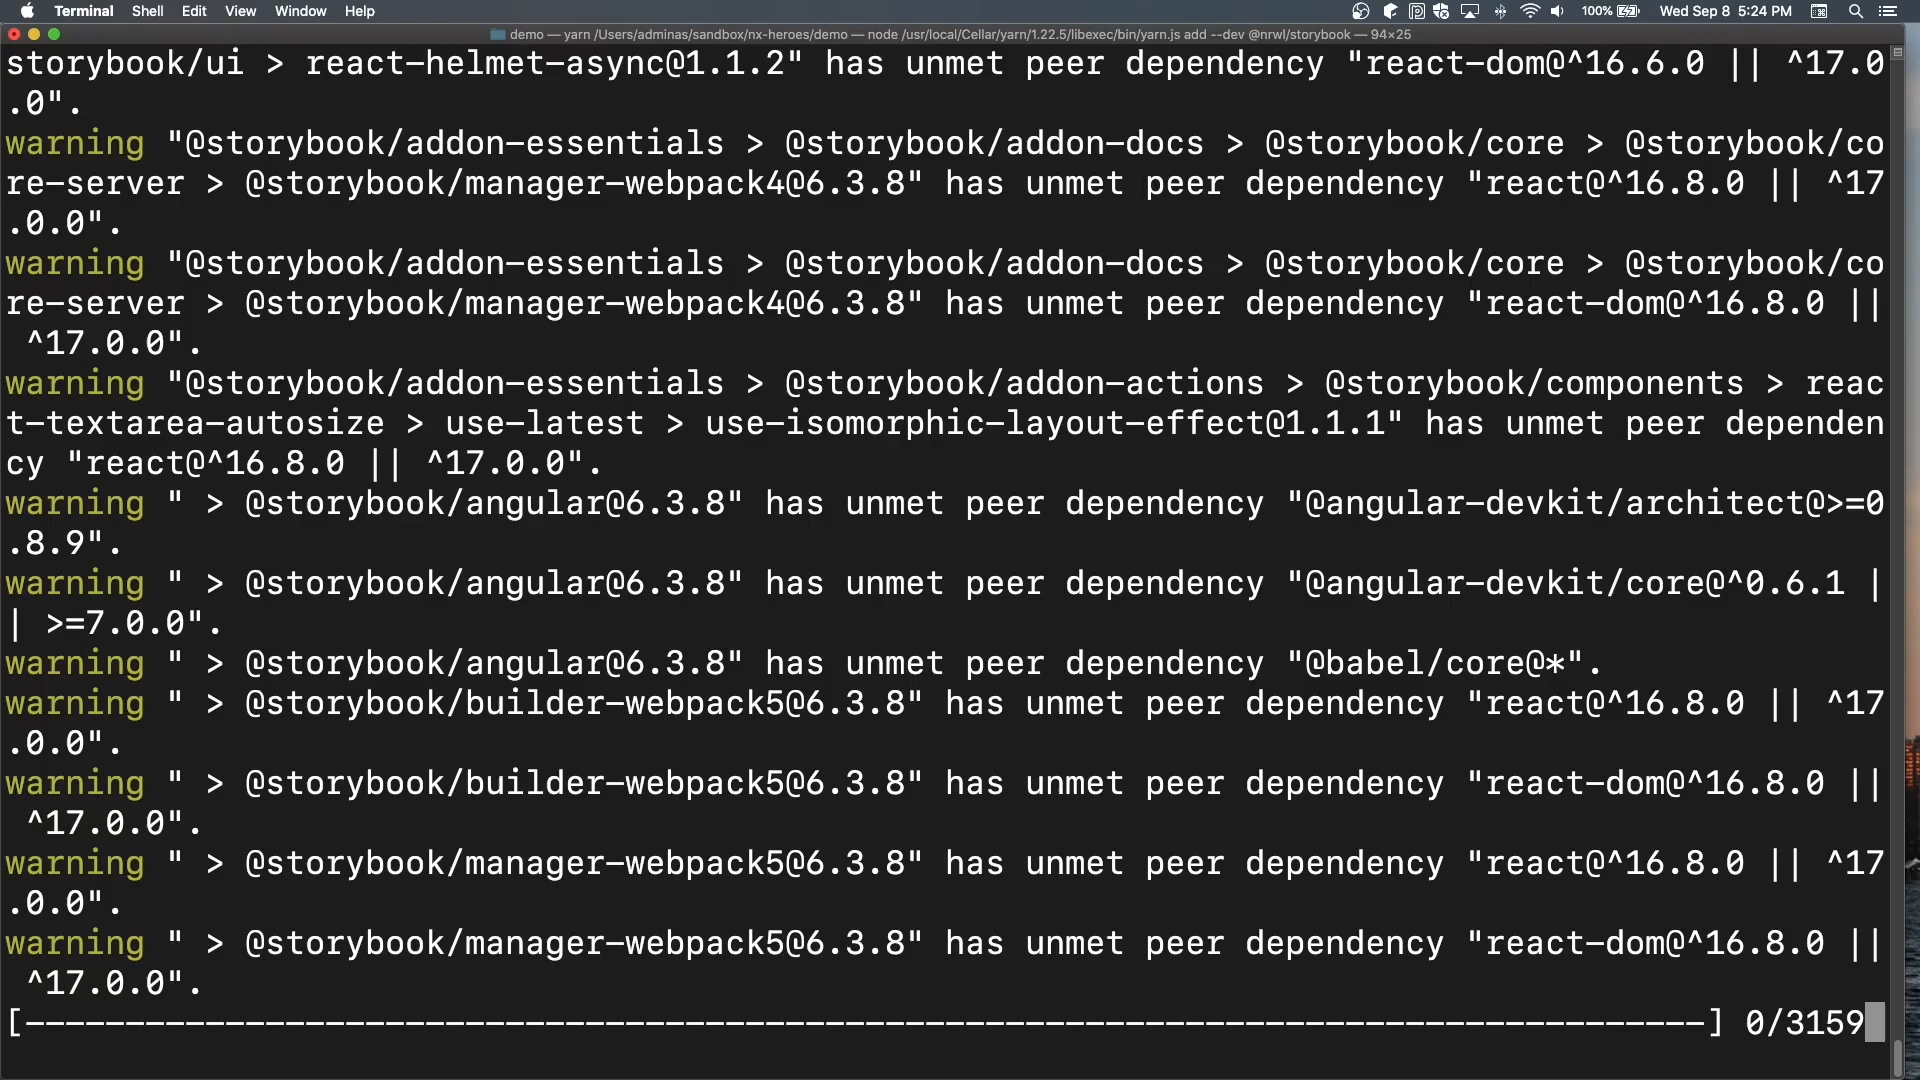 Terminal Shell Edit View Window Help 100% Wed Sep 8 5:24 PM
demo — yarn /Users/adminas/sandbox/nx-heroes/demo — node /usr/local/Cellar/yarn/1.22.5/libexec/bin/yarn.js add --dev @nrwl/storybook — 94×25
storybook/ui > react-helmet-async@1.1.2" has unmet peer dependency "react-dom@^16.6.0 || ^17.0
.0".
warning "@storybook/addon-essentials > @storybook/addon-docs > @storybook/core > @storybook/co
re-server > @storybook/manager-webpack4@6.3.8" has unmet peer dependency "react@^16.8.0 || ^17
.0.0".
warning "@storybook/addon-essentials > @storybook/addon-docs > @storybook/core > @storybook/co
re-server > @storybook/manager-webpack4@6.3.8" has unmet peer dependency "react-dom@^16.8.0 ||
 ^17.0.0".
warning "@storybook/addon-essentials > @storybook/addon-actions > @storybook/components > reac
t-textarea-autosize > use-latest > use-isomorphic-layout-effect@1.1.1" has unmet peer dependen
cy "react@^16.8.0 || ^17.0.0".
warning " > @storybook/angular@6.3.8" has unmet peer dependency "@angular-devkit/architect@>=0
.8.9".
warning " > @storybook/angular@6.3.8" has unmet peer dependency "@angular-devkit/core@^0.6.1 |
| >=7.0.0".
warning " > @storybook/angular@6.3.8" has unmet peer dependency "@babel/core@*".
warning " > @storybook/builder-webpack5@6.3.8" has unmet peer dependency "react@^16.8.0 || ^17
.0.0".
warning " > @storybook/builder-webpack5@6.3.8" has unmet peer dependency "react-dom@^16.8.0 ||
 ^17.0.0".
warning " > @storybook/manager-webpack5@6.3.8" has unmet peer dependency "react@^16.8.0 || ^17
.0.0".
warning " > @storybook/manager-webpack5@6.3.8" has unmet peer dependency "react-dom@^16.8.0 ||
 ^17.0.0".
[------------------------------------------------------------------------------------] 0/3159